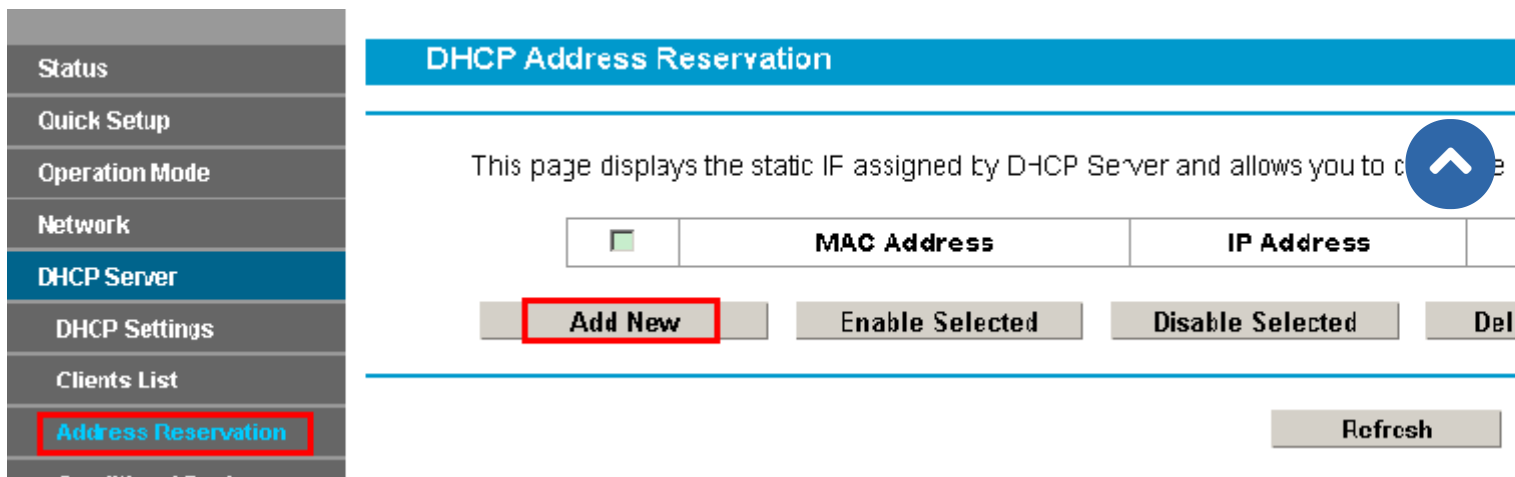 Status
Quick Setup
Operation Mode
Network
DHCP Server
DHCP Settings
Clients List
Address Reservation
DHCP Address Reservation
This page displays the static IP assigned by DHCP Server and allows you to
MAC Address IP Address
Add New Enable Selected Disable Selected Del
Refresh